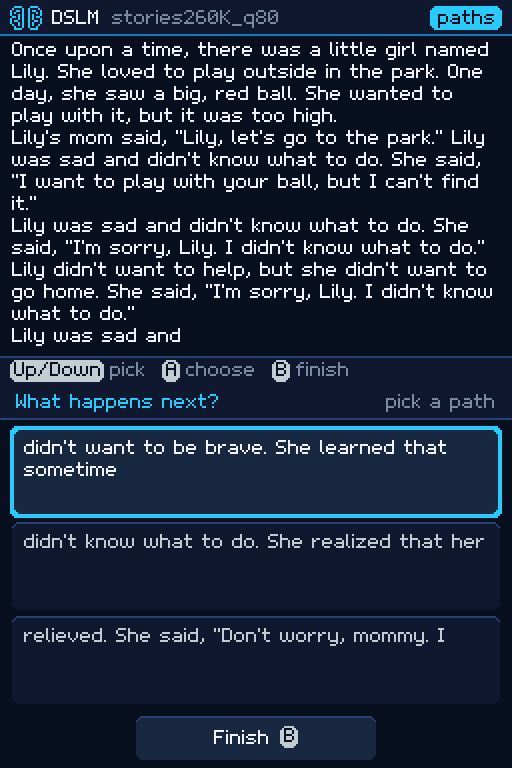 DSLM stories260K_q80 paths
Once upon a time, there was a little girl named
Lily. She loved to play outside in the park. One
day, she saw a big, red ball. She wanted to
play with it, but it was too high.
Lily's mom said, "Lily, let's go to the park." Lily
was sad and didn't know what to do. She said,
"I want to play with your ball, but I can't find
it."
Lily was sad and didn't know what to do. She
said, "I'm sorry, Lily. I didn't know what to do."
Lily didn't want to help, but she didn't want to
go home. She said, "I'm sorry, Lily. I didn't know
what to do."
Lily was sad and
Up/Down pick A choose B finish
What happens next? pick a path
didn't want to be brave. She learned that
sometime
didn't know what to do. She realized that her
relieved. She said, "Don't worry, mommy. I
Finish B